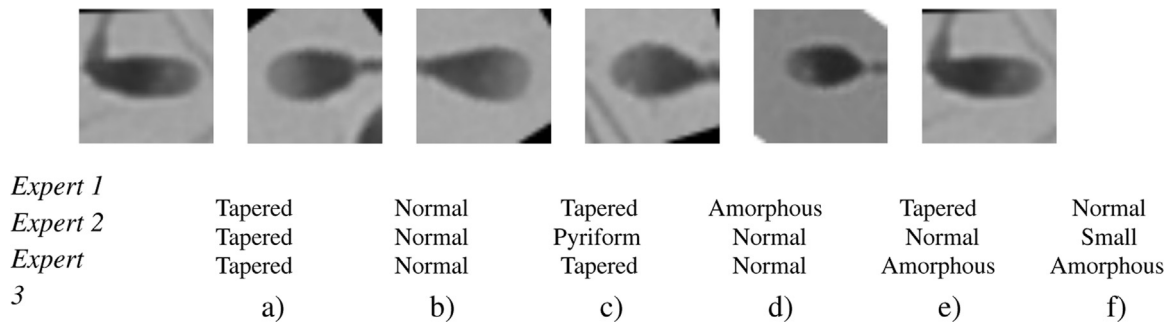 Expert 1
Expert 2
Expert
3
Tapered Normal Tapered Amorphous Tapered Normal
Tapered Normal Pyriform Normal Normal Small
Tapered Normal Tapered Normal Amorphous Amorphous
a) b) c) d) e) f)